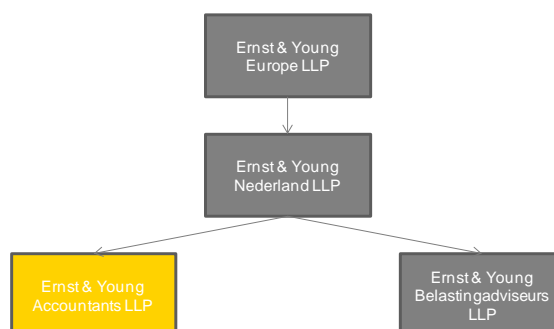 Ernst & Young
Europe LLP
Ernst & Young
Nederland LLP
Ernst & Young
Accountants LLP
Ernst & Young
Belastingadviseurs
LLP